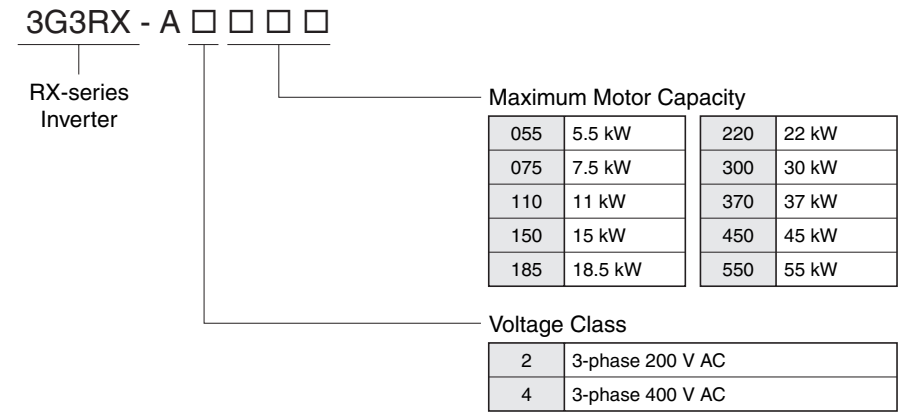 3G3RX - A □ □ □ □
RX-series
Inverter
Maximum Motor Capacity
055 5.5 kW 220 22 kW
075 7.5 kW 300 30 kW
110 11 kW 370 37 kW
150 15 kW 450 45 kW
185 18.5 kW 550 55 kW
Voltage Class
2 3-phase 200 V AC
4 3-phase 400 V AC